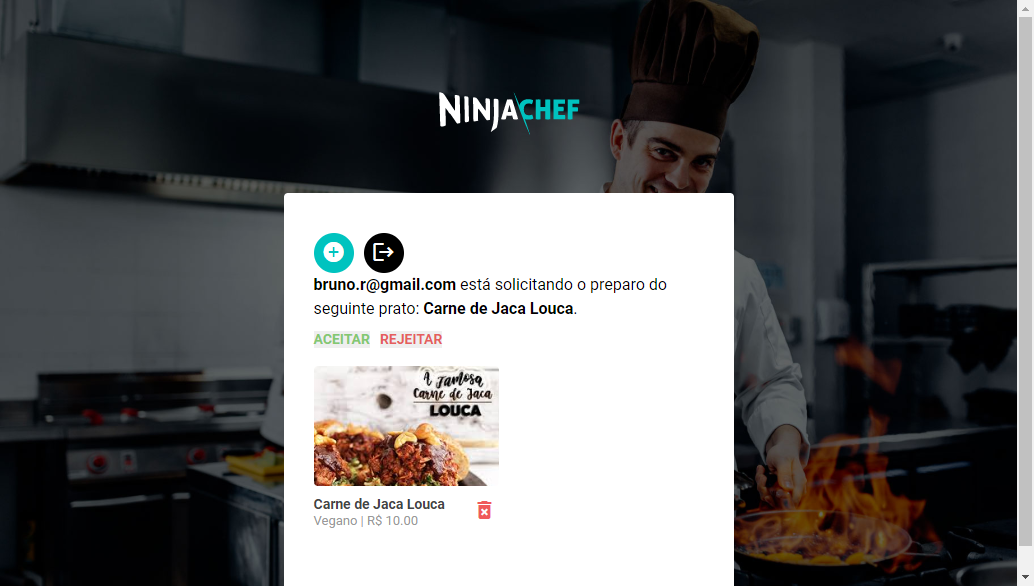 NINJACHEF
bruno.r@gmail.com está solicitando o preparo do
seguinte prato: Carne de Jaca Louca.
ACEITAR REJEITAR
A Famosa
Carne de Jaca
LOUCA
Carne de Jaca Louca
Vegano | R$ 10.00